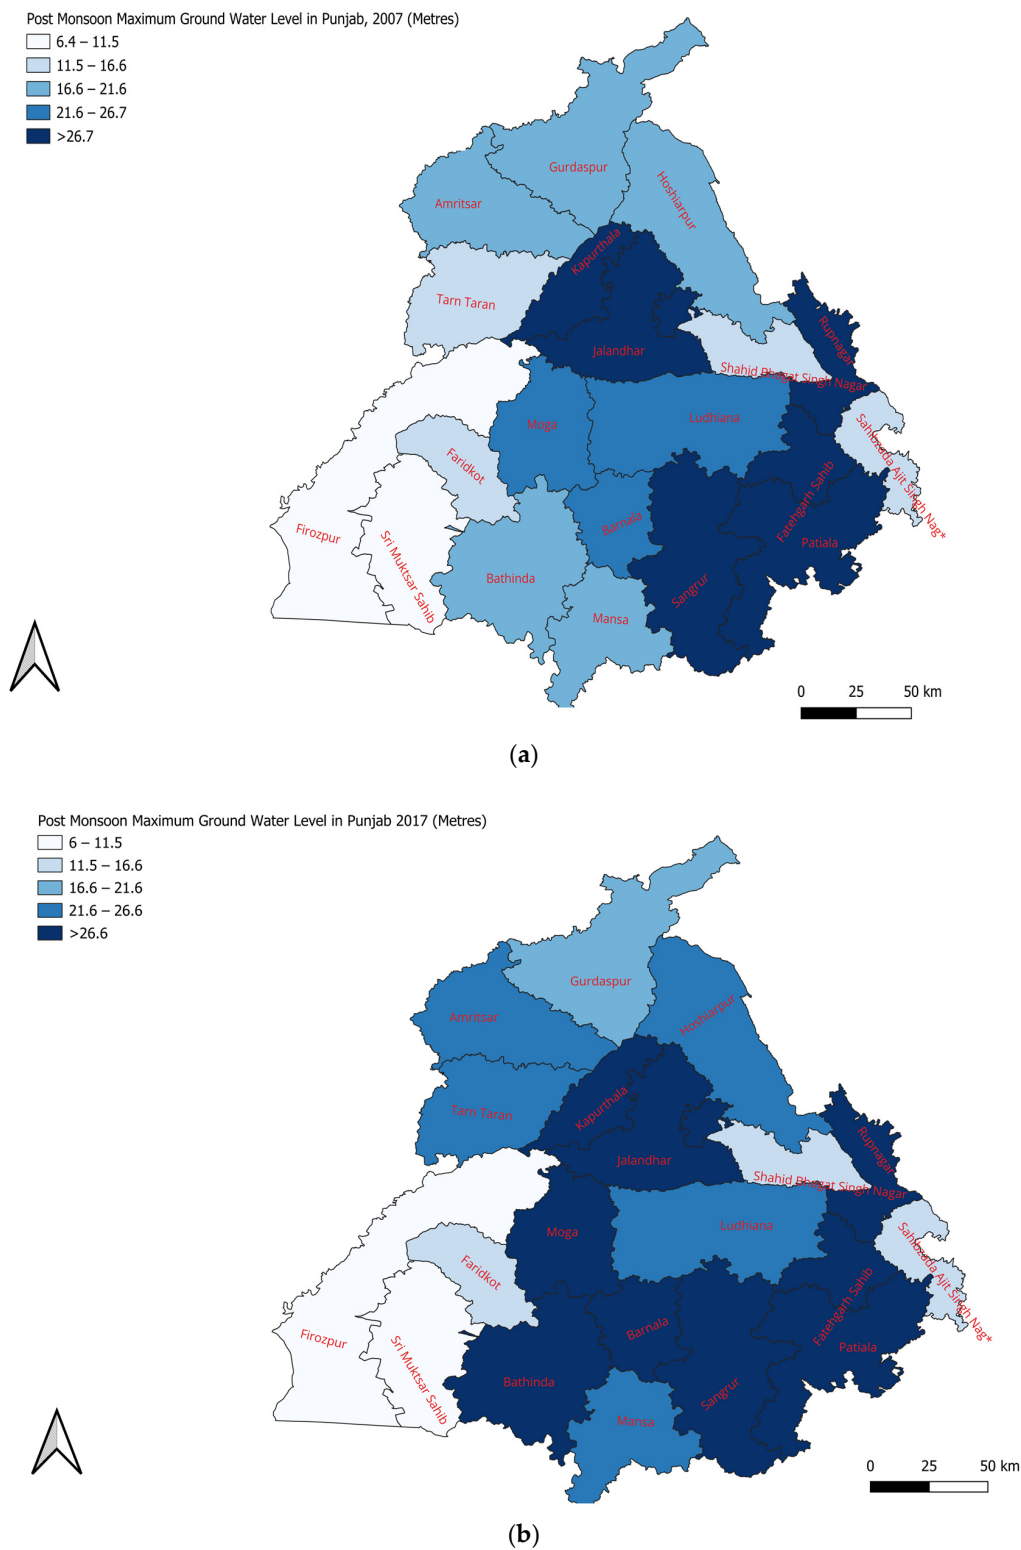 Post Monsoon Maximum Ground Water Level in Punjab, 2007 (Metres)
6.4 – 11.5
11.5 – 16.6
16.6 – 21.6
21.6 – 26.7
>26.7
Gurdaspur
Hoshiarpur
Amritsar
Kapurthala
Tarn Taran
Rupnagar
Jalandhar
Shahid Bhagat Singh Nagar
Moga
Ludhiana
Sahibzada Ajit Singh Nag*
Faridkot
Fatehgarh Sahib
Firozpur
Barnala
Sri Muktsar Sahib
Patiala
Bathinda
Sangrur
Mansa
0 25 50 km
(a)
Post Monsoon Maximum Ground Water Level in Punjab 2017 (Metres)
6 – 11.5
11.5 – 16.6
16.6 – 21.6
21.6 – 26.6
>26.6
Gurdaspur
Hoshiarpur
Amritsar
Kapurthala
Tarn Taran
Rupnagar
Jalandhar
Shahid Bhagat Singh Nagar
Moga
Ludhiana
Sahibzada Ajit Singh Nag*
Faridkot
Fatehgarh Sahib
Firozpur
Barnala
Sri Muktsar Sahib
Patiala
Bathinda
Sangrur
Mansa
0 25 50 km
(b)